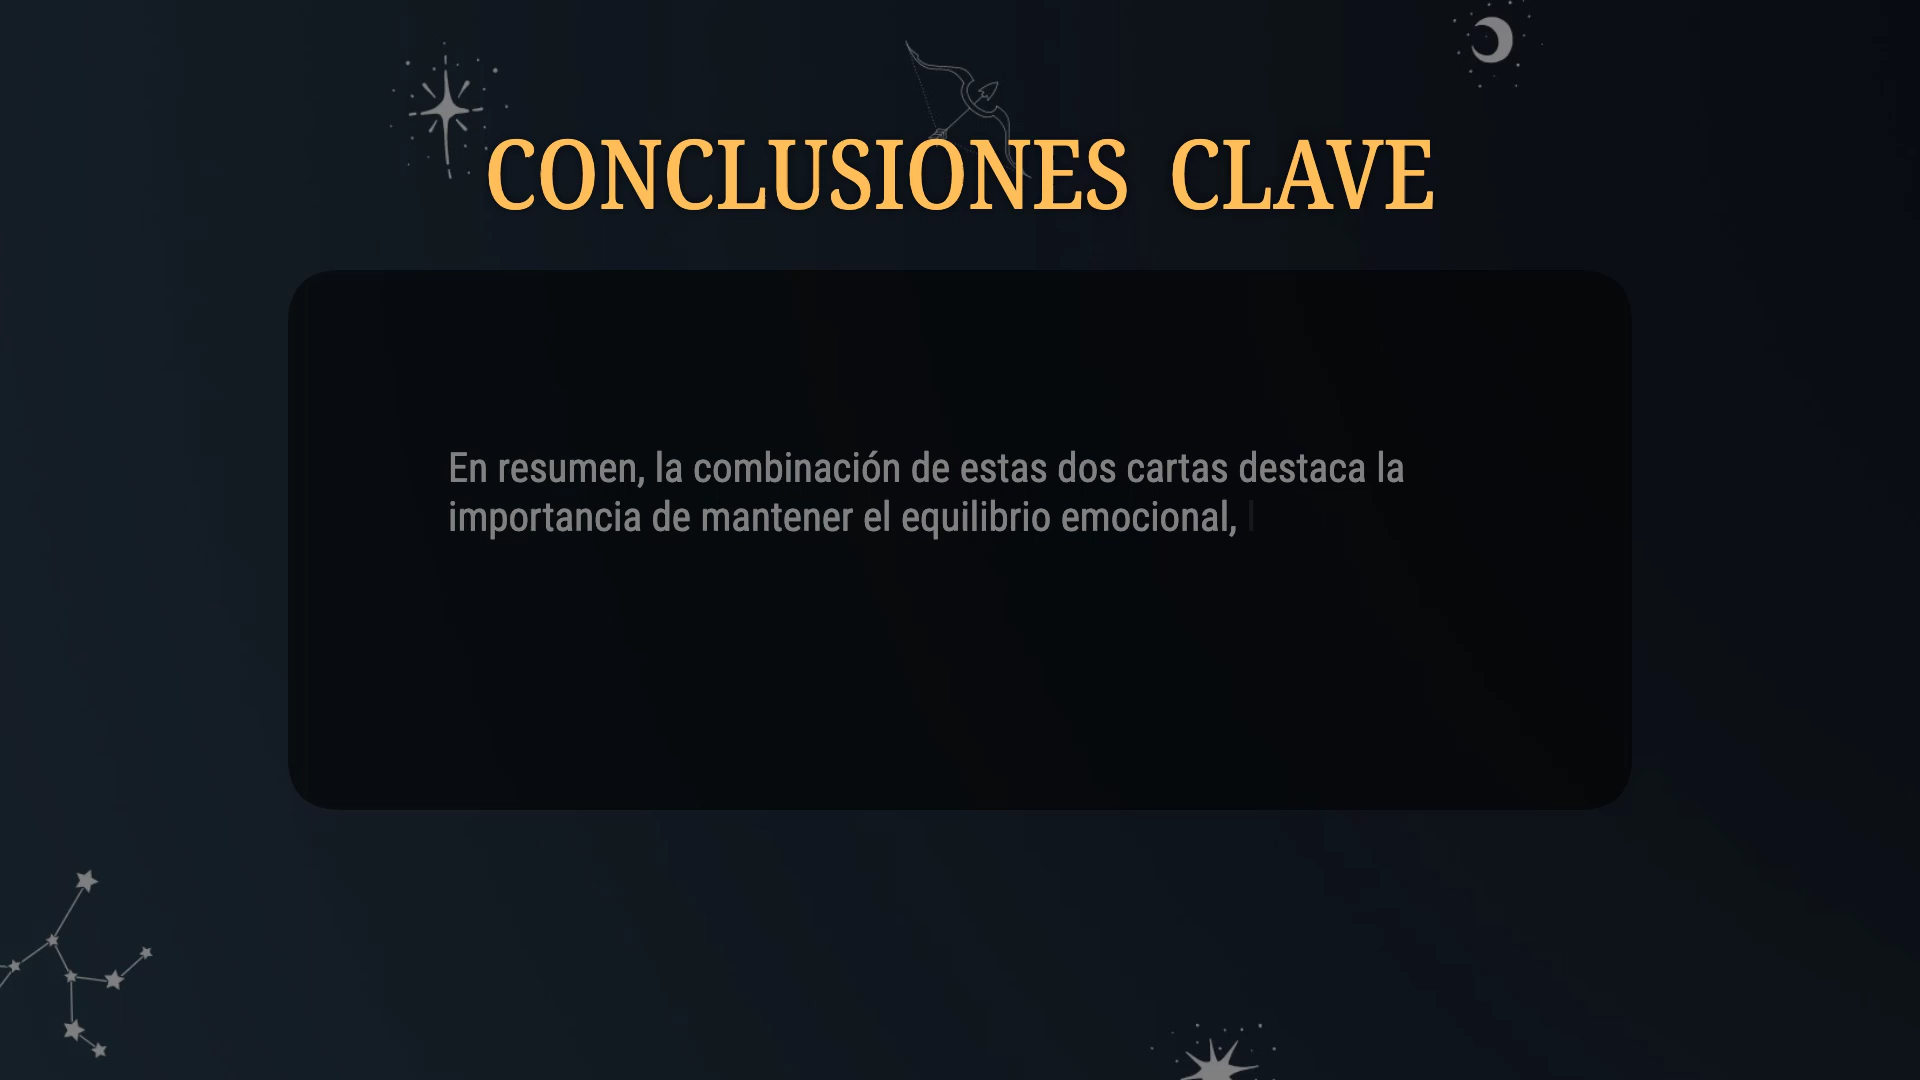 CONCLUSIONES CLAVE
En resumen, la combinación de estas dos cartas destaca la
importancia de mantener el equilibrio emocional,